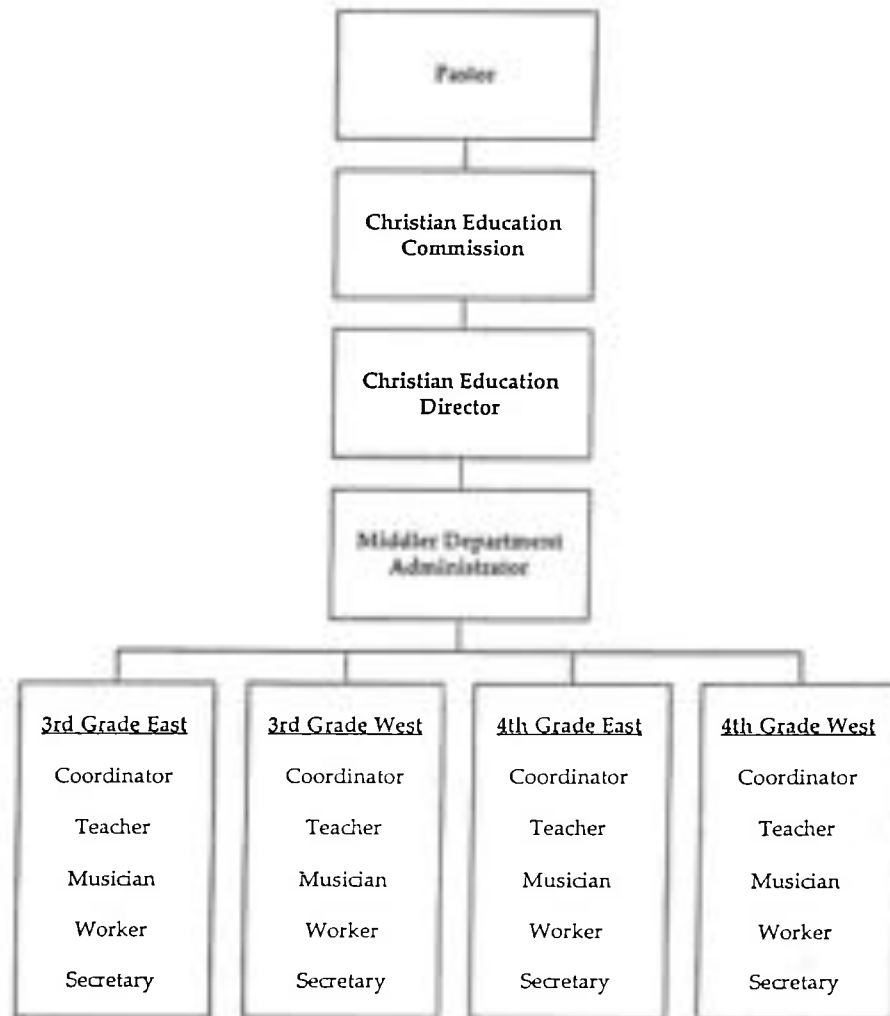 Pastor
Christian Education
Commission
Christian Education
Director
Middler Department
Administrator
3rd Grade East
Coordinator
Teacher
Musician
Worker
Secretary
3rd Grade West
Coordinator
Teacher
Musician
Worker
Secretary
4th Grade East
Coordinator
Teacher
Musician
Worker
Secretary
4th Grade West
Coordinator
Teacher
Musician
Worker
Secretary